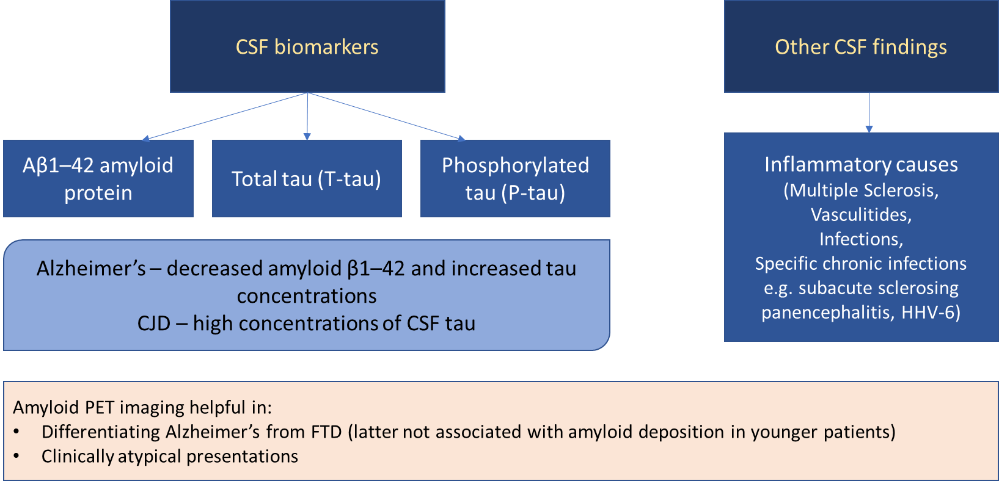 CSF biomarkers
Aβ1–42 amyloid
protein
Total tau (T-tau)
Phosphorylated
tau (P-tau)
Alzheimer’s – decreased amyloid β1–42 and increased tau
concentrations
CJD – high concentrations of CSF tau
Other CSF findings
Inflammatory causes
(Multiple Sclerosis,
Vasculitides,
Infections,
Specific chronic infections
e.g. subacute sclerosing
panencephalitis, HHV-6)
Amyloid PET imaging helpful in:
• Differentiating Alzheimer’s from FTD (latter not associated with amyloid deposition in younger patients)
• Clinically atypical presentations